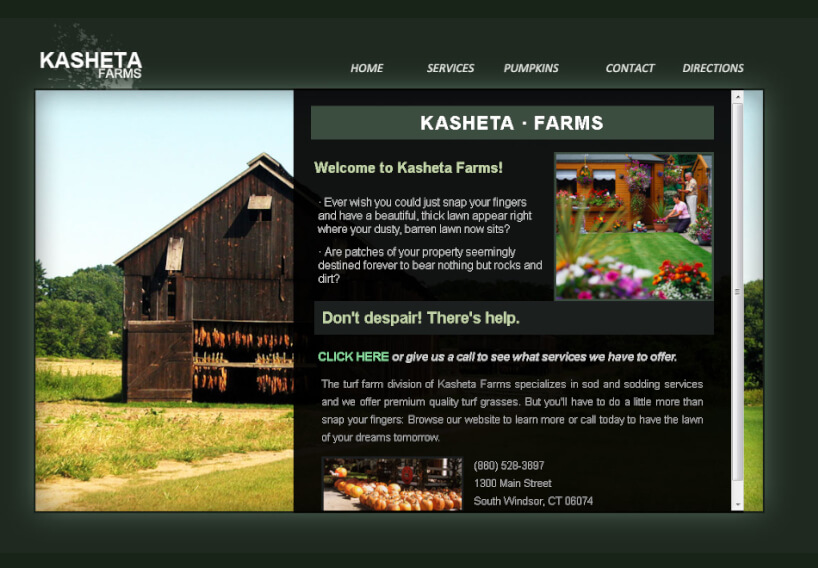 KASHETA
FARMS
HOME SERVICES PUMPKINS CONTACT DIRECTIONS
KASHETA · FARMS
Welcome to Kasheta Farms!
· Ever wish you could just snap your fingers
and have a beautiful, thick lawn appear right
where your dusty, barren lawn now sits?
· Are patches of your property seemingly
destined forever to bear nothing but rocks and
dirt?
Don't despair! There's help.
CLICK HERE or give us a call to see what services we have to offer.
The turf farm division of Kasheta Farms specializes in sod and sodding services
and we offer premium quality turf grasses. But you'll have to do a little more than
snap your fingers: Browse our website to learn more or call today to have the lawn
of your dreams tomorrow.
(860) 528-3697
1300 Main Street
South Windsor, CT 06074